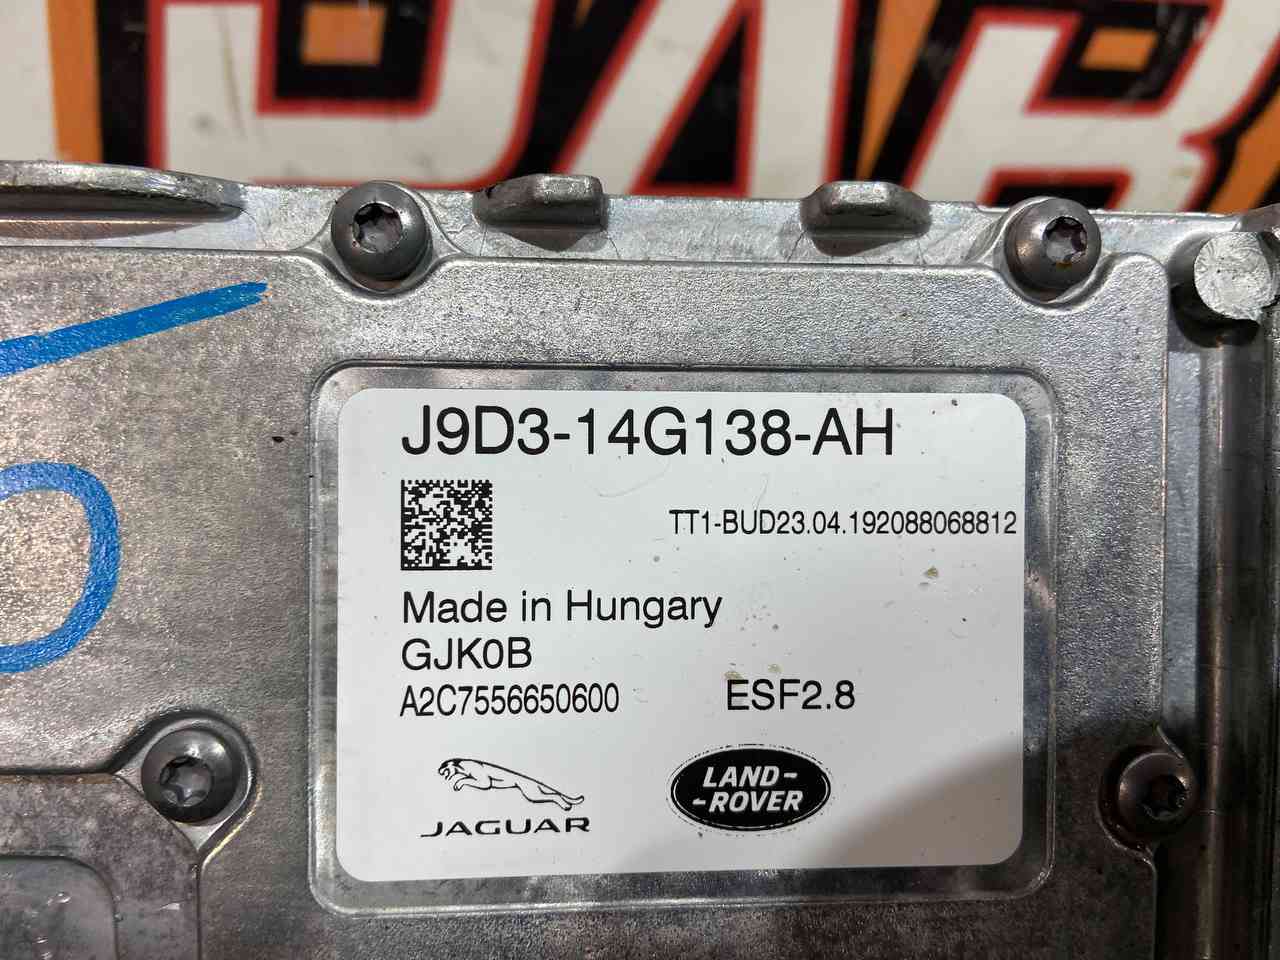 J9D3-14G138-AH
TT1-BUD23.04.192088068812
Made in Hungary
GJK0B
A2C7556650600 ESF2.8
JAGUAR
LAND-
-ROVER